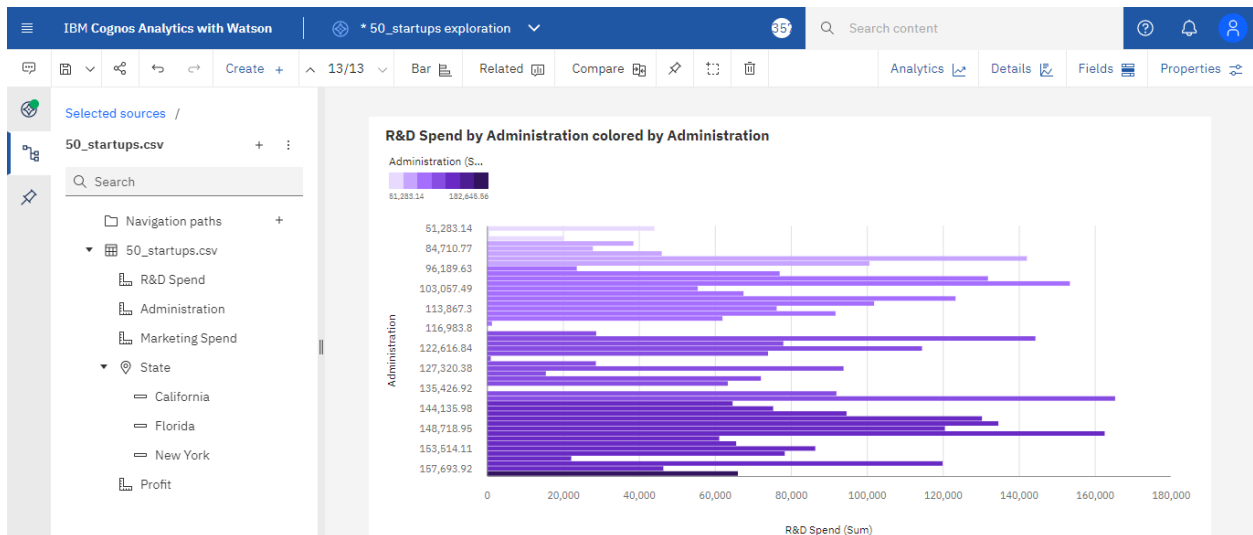 IBM Cognos Analytics with Watson
* 50_startups exploration
357
Search content
Create +
13/13
Bar
Related
Compare
Analytics
Details
Fields
Properties
Selected sources /
50_startups.csv
Search
Navigation paths
50_startups.csv
R&D Spend
Administration
Marketing Spend
State
California
Florida
New York
Profit
R&D Spend by Administration colored by Administration
Administration (S...
51,283.14 182,645.56
Administration
51,283.14
84,710.77
96,189.63
103,057.49
113,867.3
116,983.8
122,616.84
127,320.38
135,426.92
144,135.98
148,718.95
153,514.11
157,693.92
0 20,000 40,000 60,000 80,000 100,000 120,000 140,000 160,000 180,000
R&D Spend (Sum)